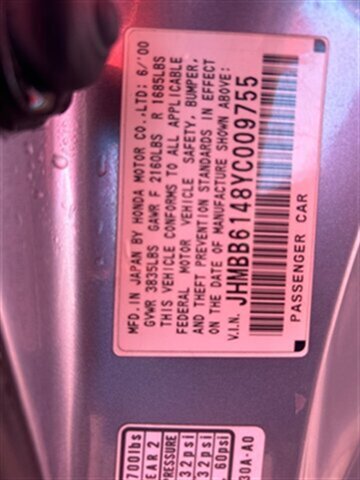 MFD. IN JAPAN BY HONDA MOTOR CO.,LTD: 6/'00
GVWR 3835LBS GAWR F 2160LBS R 1685LBS
THIS VEHICLE CONFORMS TO ALL APPLICABLE
FEDERAL MOTOR VEHICLE SAFETY, BUMPER,
AND THEFT PREVENTION STANDARDS IN EFFECT
ON THE DATE OF MANUFACTURE SHOWN ABOVE.
V.I.N. JHMBB6148YC009755
PASSENGER CAR
700lbs
EAR 2
32psi
32psi
60psi
30A-A0